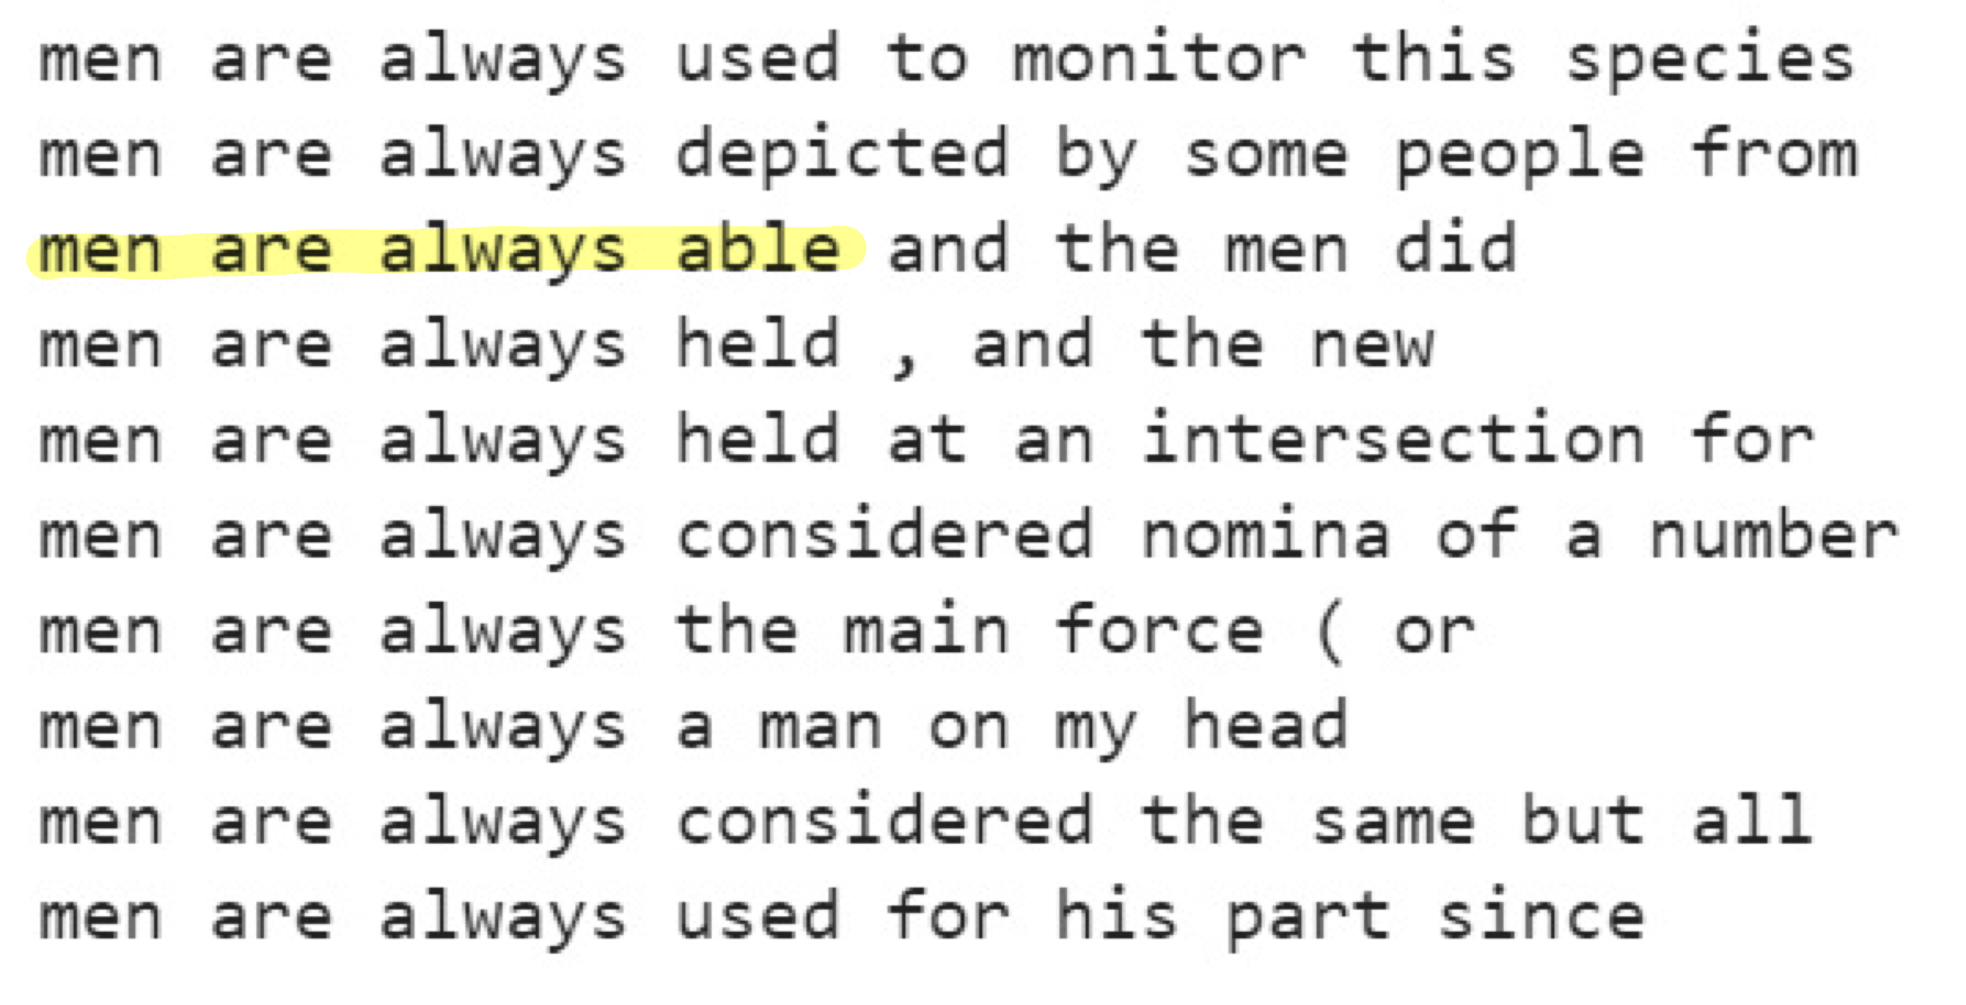 men are always used to monitor this species
men are always depicted by some people from
men are always able and the men did
men are always held , and the new
men are always held at an intersection for
men are always considered nomina of a number
men are always the main force ( or
men are always a man on my head
men are always considered the same but all
men are always used for his part since